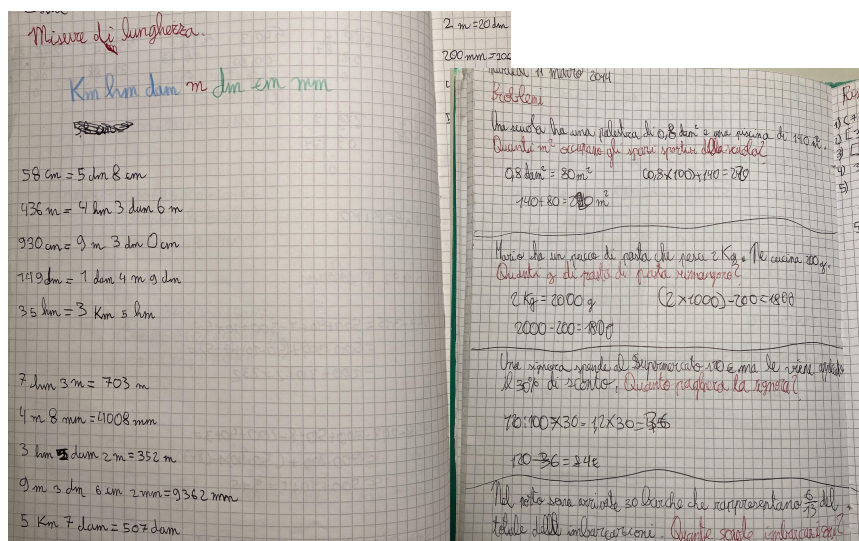 Misure di lunghezza.
Km hm dam m dm cm mm
58 cm = 5 dm 8 cm
436 m = 4 hm 3 dam 6 m
930 cm = 9 m 3 dm 0 cm
149 dm = 1 dam 4 m 9 dm
35 hm = 3 Km 5 hm
7 hm 3 m = 703 m
4 m 8 mm = 4008 mm
3 hm 5 dam 2 m = 352 m
9 m 3 dm 6 cm 2 mm = 9362 mm
5 Km 7 dam = 507 dam
2 m = 20 dm
200 mm = 
11 marzo 2014
Problemi
Una scuola ha una palestra di 0,8 dam² e una piscina di 140 m².
Quanti m² occupano gli spazi sportivi della scuola?
0,8 dam² = 80 m² (0,8 x 100) + 140 = 220
140 + 80 = 220 m²
Mario ha un pacco di pasta che pesa 2 Kg. Ne cucina 200 g.
Quanti g di pasta di pasta rimangono?
2 Kg = 2000 g (2 x 1000) - 200 = 1800
2000 - 200 = 1800
Una signora spende al supermercato 120 € ma le viene
il 30% di sconto. Quanto pagherà la signora?
120 : 100 x 30 = 1,2 x 30 = 36
120 - 36 = 84 €
Nel porto sono arrivate 30 barche che rappresentano 6/13 del
totale delle imbarcazioni. Quante